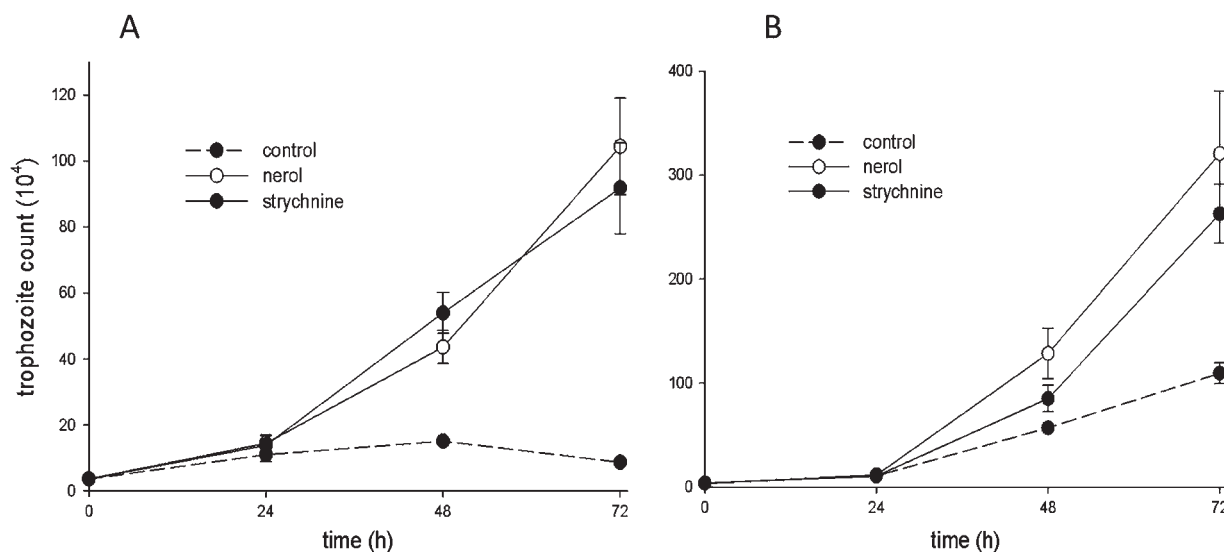 A
trophozoite count (10⁴)
120
100
80
60
40
20
0
control
nerol
strychnine
0
24
48
72
time (h)
B
400
300
200
100
0
control
nerol
strychnine
0
24
48
72
time (h)